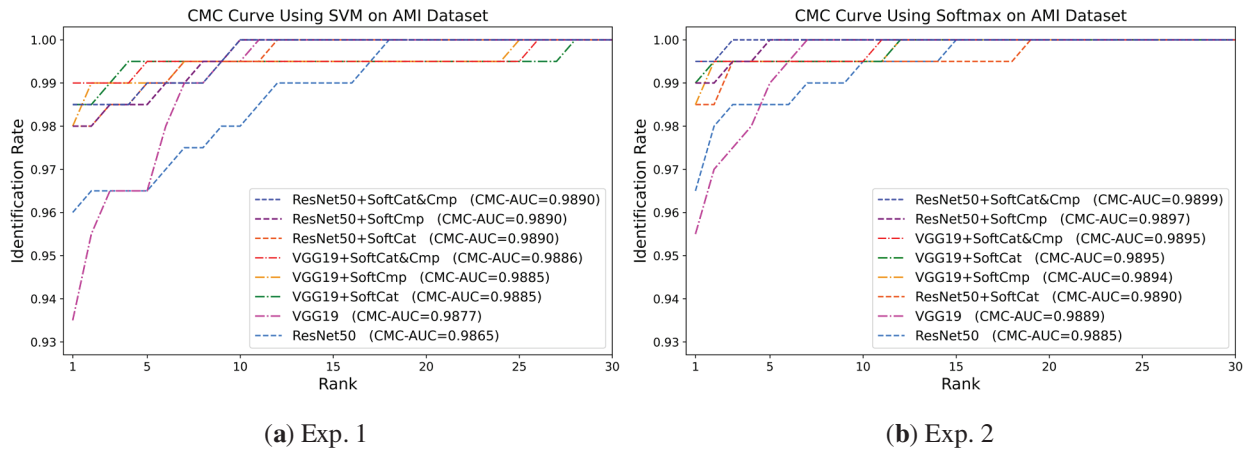 CMC Curve Using SVM on AMI Dataset
Identification Rate
1.00
0.99
0.98
0.97
0.96
0.95
0.94
0.93
ResNet50+SoftCat&Cmp (CMC-AUC=0.9890)
ResNet50+SoftCmp (CMC-AUC=0.9890)
ResNet50+SoftCat (CMC-AUC=0.9890)
VGG19+SoftCat&Cmp (CMC-AUC=0.9886)
VGG19+SoftCmp (CMC-AUC=0.9885)
VGG19+SoftCat (CMC-AUC=0.9885)
VGG19 (CMC-AUC=0.9877)
ResNet50 (CMC-AUC=0.9865)
1 5 10 15 20 25 30
Rank
(a) Exp. 1
CMC Curve Using Softmax on AMI Dataset
Identification Rate
1.00
0.99
0.98
0.97
0.96
0.95
0.94
0.93
ResNet50+SoftCat&Cmp (CMC-AUC=0.9899)
ResNet50+SoftCmp (CMC-AUC=0.9897)
VGG19+SoftCat&Cmp (CMC-AUC=0.9895)
VGG19+SoftCat (CMC-AUC=0.9895)
VGG19+SoftCmp (CMC-AUC=0.9894)
ResNet50+SoftCat (CMC-AUC=0.9890)
VGG19 (CMC-AUC=0.9889)
ResNet50 (CMC-AUC=0.9885)
1 5 10 15 20 25 30
Rank
(b) Exp. 2